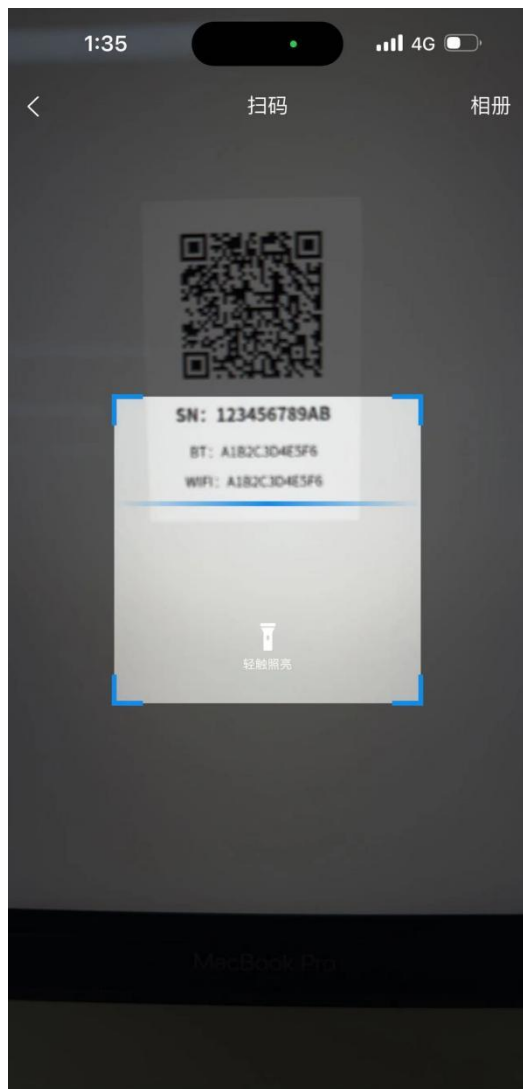 1:35
4G
扫码
相册
SN: 123456789AB
BT: A1B2C3D4E5F6
WIFI: A1B2C3D4E5F6
轻触照亮
MacBook Pro